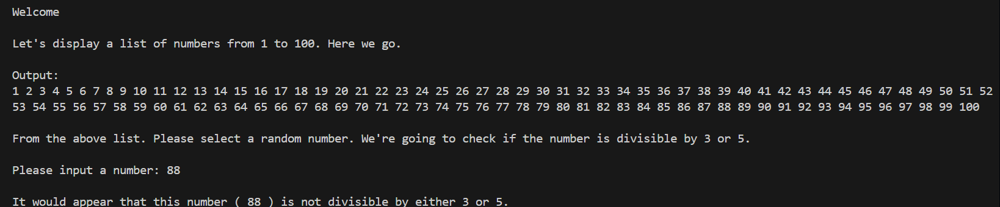 Welcome
Let's display a list of numbers from 1 to 100. Here we go.
Output:
1 2 3 4 5 6 7 8 9 10 11 12 13 14 15 16 17 18 19 20 21 22 23 24 25 26 27 28 29 30 31 32 33 34 35 36 37 38 39 40 41 42 43 44 45 46 47 48 49 50 51 52
53 54 55 56 57 58 59 60 61 62 63 64 65 66 67 68 69 70 71 72 73 74 75 76 77 78 79 80 81 82 83 84 85 86 87 88 89 90 91 92 93 94 95 96 97 98 99 100
From the above list. Please select a random number. We're going to check if the number is divisible by 3 or 5.
Please input a number: 88
It would appear that this number ( 88 ) is not divisible by either 3 or 5.